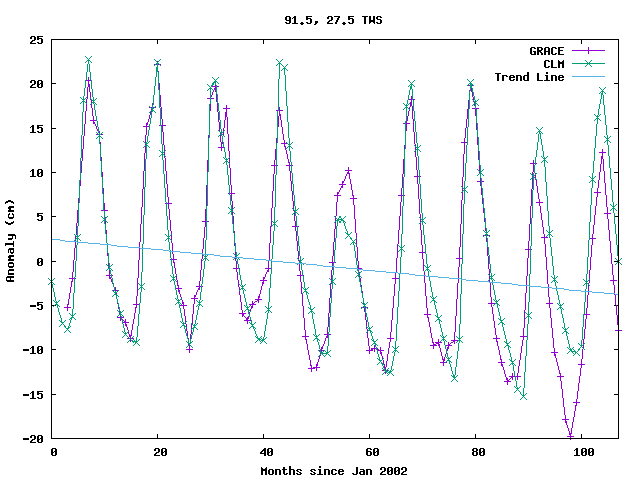 91.5, 27.5 TWS
GRACE
CLM
Trend Line
25
20
15
10
5
0
-5
-10
-15
-20
Anomaly (cm)
0 20 40 60 80 100
Months since Jan 2002